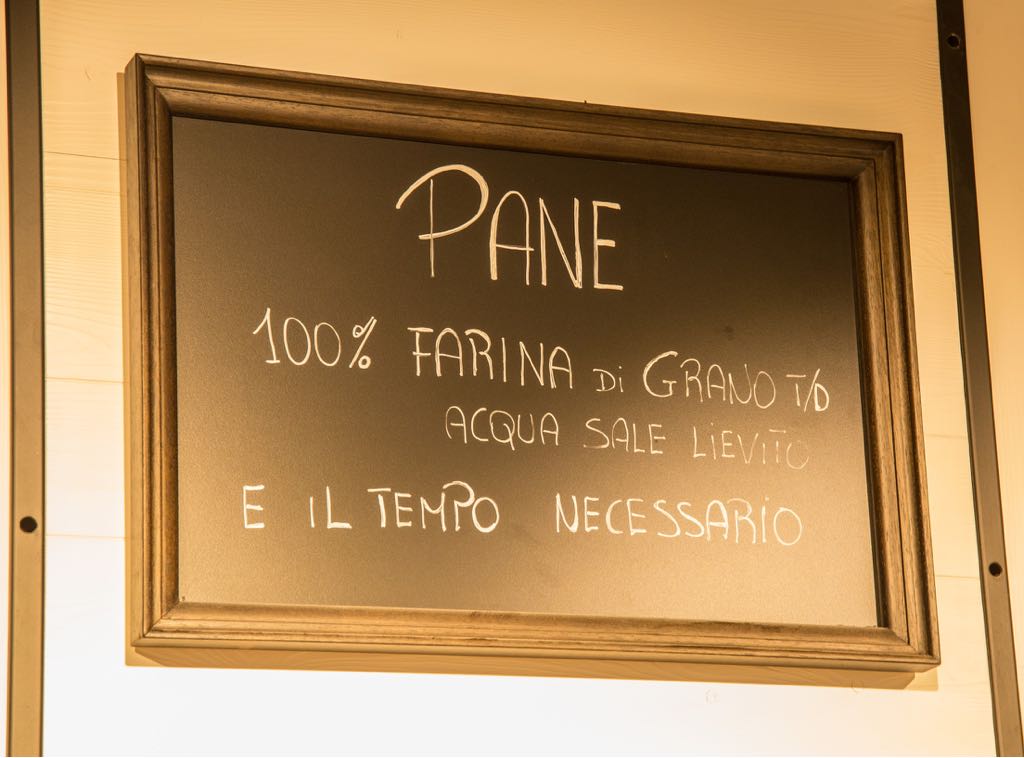 PANE
100% FARINA Di GRANO T/D
ACQUA SALE LiEViTO
E iL TEMPO NECESSARiO